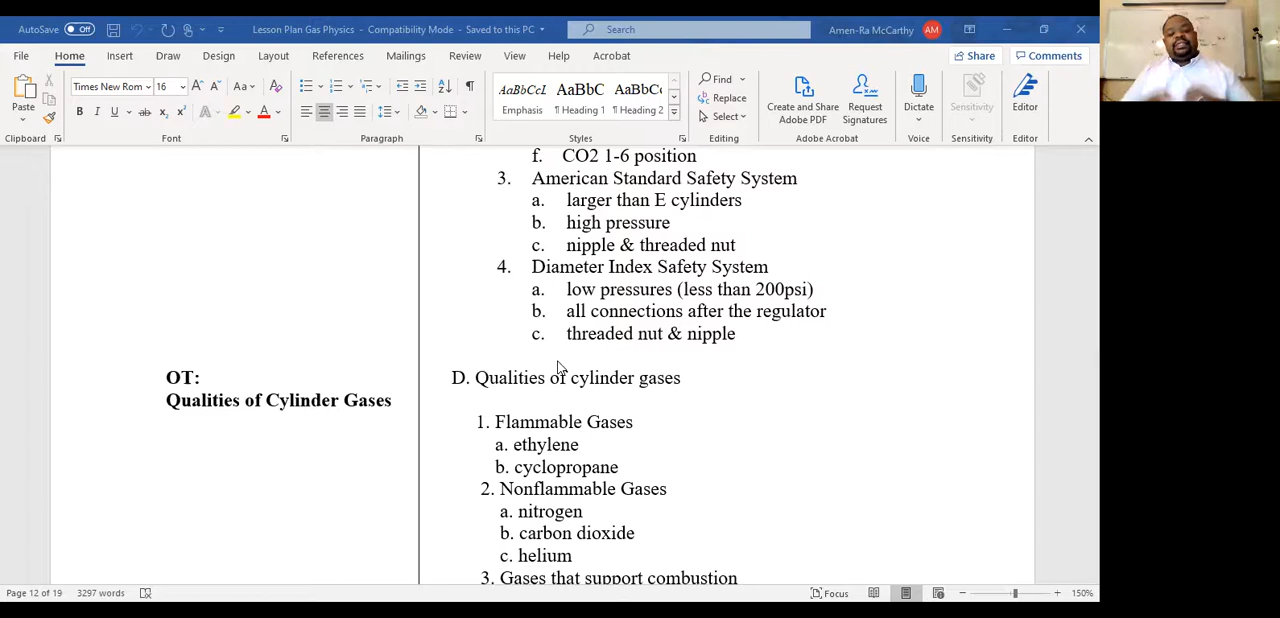 AutoSave Off Lesson Plan Gas Physics - Compatibility Mode - Saved to this PC Search Amen-Ra McCarthy AM
File Home Insert Draw Design Layout References Mailings Review View Help Acrobat Share Comments
Paste Times New Rom 16 Aa AaBbCcI AaBbC AaBbCc Find Create and Share Adobe PDF Request Signatures Dictate Sensitivity Editor
B I U ab x2 x2 A A Emphasis ¶ Heading 1 ¶ Heading 2 Replace
Select
Clipboard Font Paragraph Styles Editing Adobe Acrobat Voice Sensitivity Editor
f. CO2 1-6 position
3. American Standard Safety System
a. larger than E cylinders
b. high pressure
c. nipple & threaded nut
4. Diameter Index Safety System
a. low pressures (less than 200psi)
b. all connections after the regulator
c. threaded nut & nipple
OT:
Qualities of Cylinder Gases
D. Qualities of cylinder gases
1. Flammable Gases
a. ethylene
b. cyclopropane
2. Nonflammable Gases
a. nitrogen
b. carbon dioxide
c. helium
3. Gases that support combustion
Page 12 of 19 3297 words Focus 150%